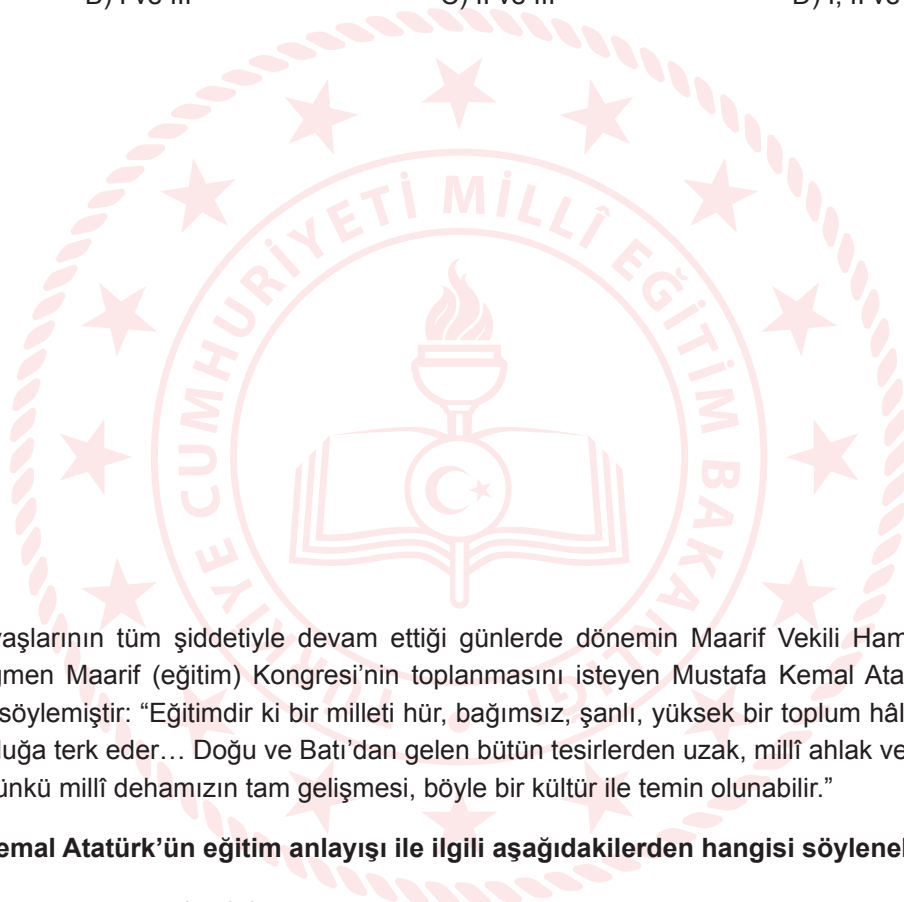 B) I ve III C) II ve III D) I, II ve
TÜRKİYE CUMHURİYETİ MİLLÎ EĞİTİM BAKANLIĞI
vaşlarının tüm şiddetiyle devam ettiği günlerde dönemin Maarif Vekili Ham
ğmen Maarif (eğitim) Kongresi’nin toplanmasını isteyen Mustafa Kemal Ata
söylemiştir: “Eğitimdir ki bir milleti hür, bağımsız, şanlı, yüksek bir toplum hâl
luğa terk eder… Doğu ve Batı’dan gelen bütün tesirlerden uzak, millî ahlak ve
ünkü millî dehamızın tam gelişmesi, böyle bir kültür ile temin olunabilir.”
emal Atatürk’ün eğitim anlayışı ile ilgili aşağıdakilerden hangisi söylenel